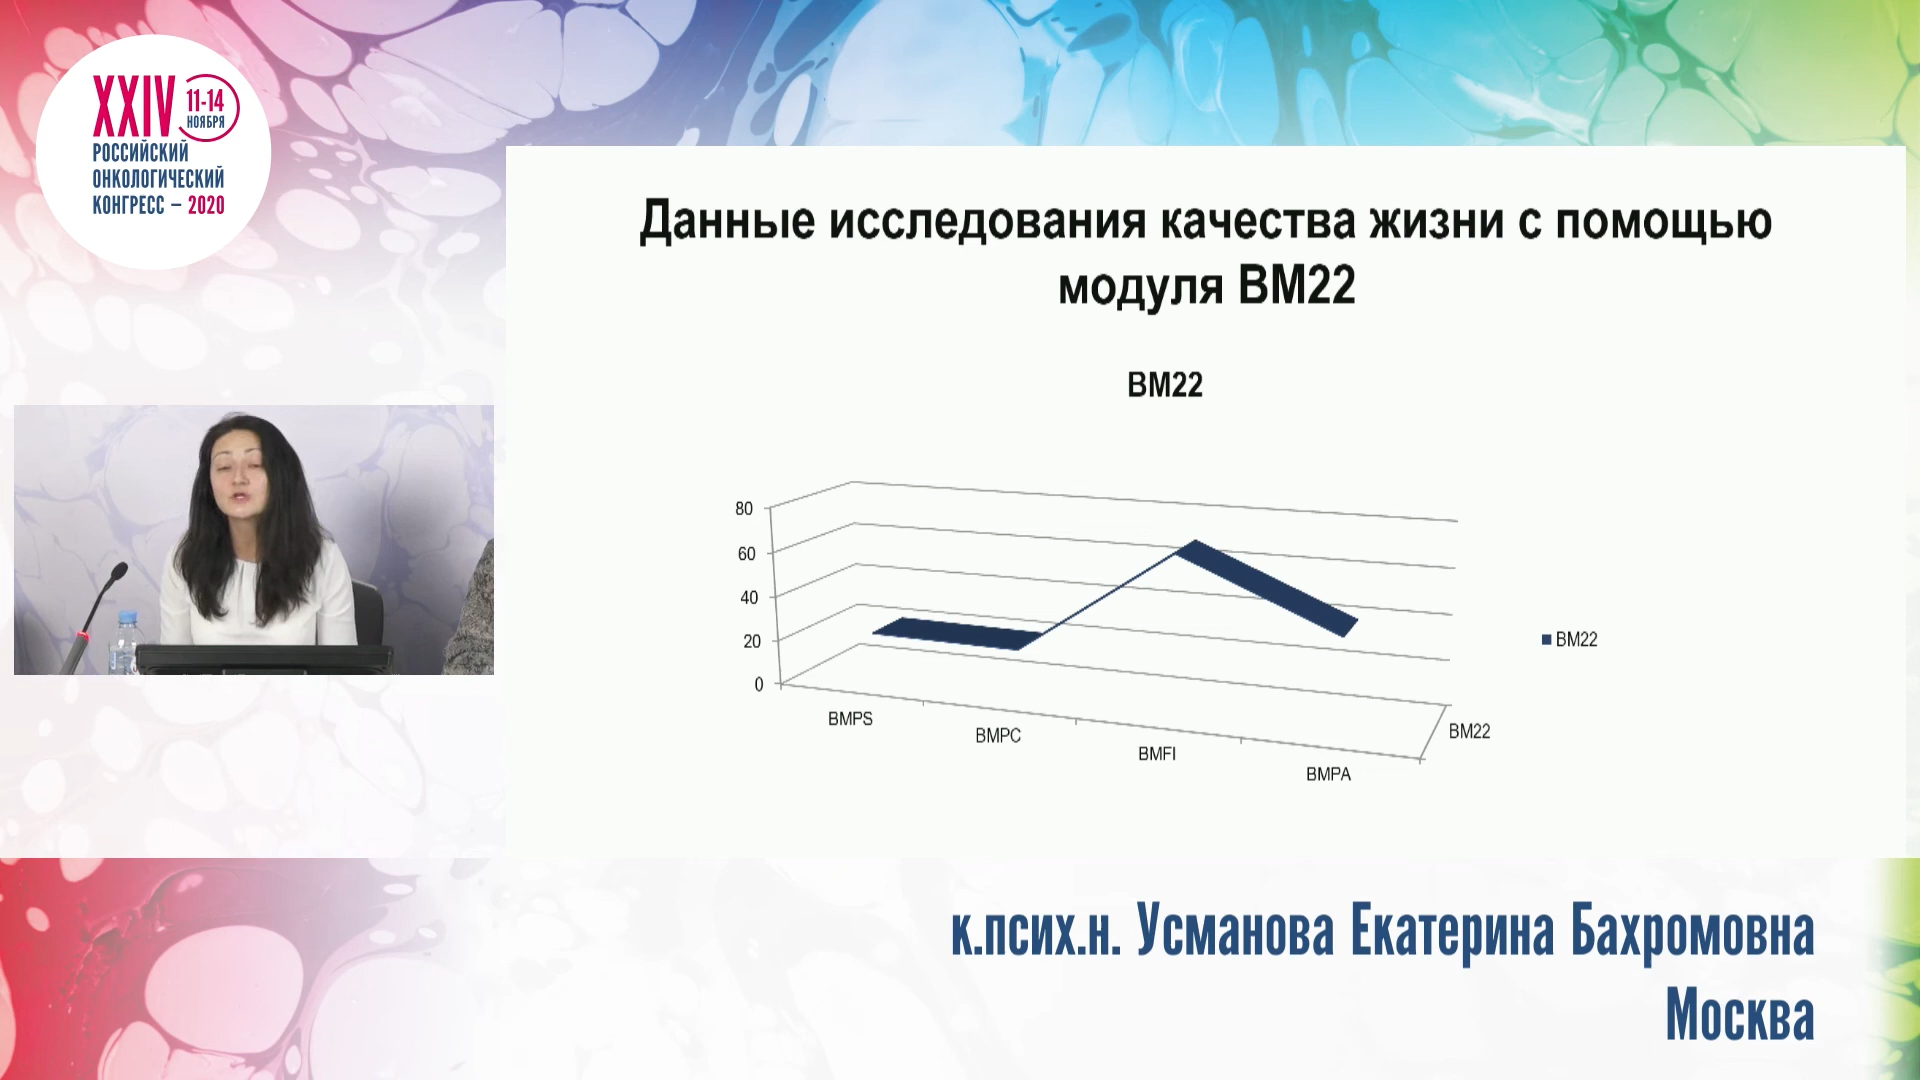 XXIV
11-14
НОЯБРЯ
РОССИЙСКИЙ
ОНКОЛОГИЧЕСКИЙ
КОНГРЕСС – 2020
Данные исследования качества жизни с помощью
модуля ВМ22
BM22
80
60
40
20
0
BMPS
BMPC
BMFI
BMPA
BM22
BM22
к.псих.н. Усманова Екатерина Бахромовна
Москва